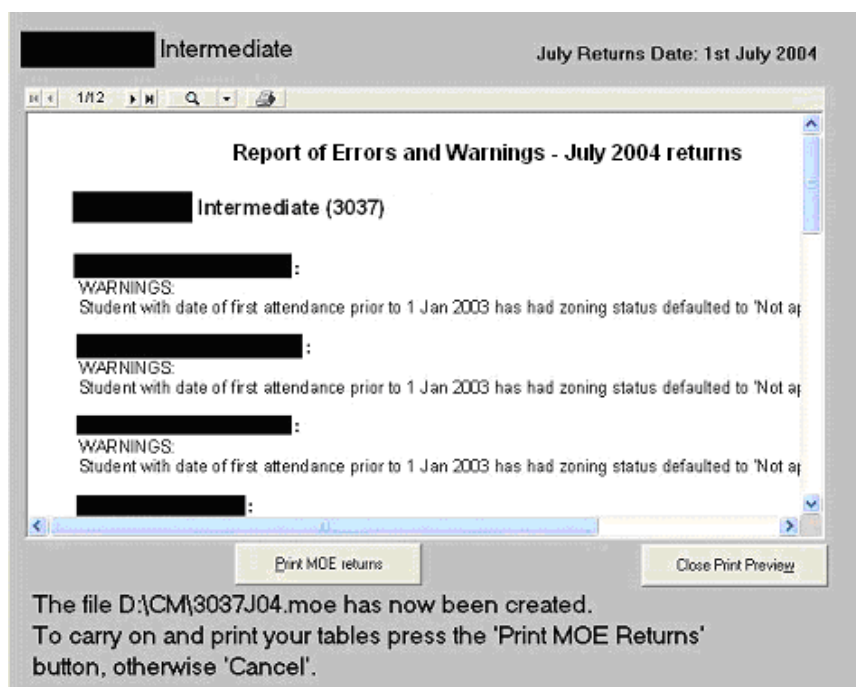 Intermediate
July Returns Date: 1st July 2004
1/12
Report of Errors and Warnings - July 2004 returns
Intermediate (3037)
:
WARNINGS:
Student with date of first attendance prior to 1 Jan 2003 has had zoning status defaulted to 'Not ap
:
WARNINGS:
Student with date of first attendance prior to 1 Jan 2003 has had zoning status defaulted to 'Not ap
:
WARNINGS:
Student with date of first attendance prior to 1 Jan 2003 has had zoning status defaulted to 'Not ap
:
Print MOE returns
Close Print Preview
The file D:\CM\3037J04.moe has now been created.
To carry on and print your tables press the 'Print MOE Returns'
button, otherwise 'Cancel'.